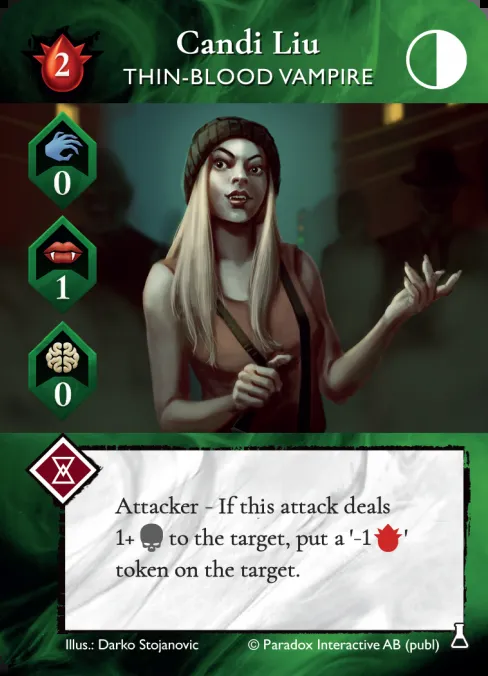 2
Candi Liu
THIN-BLOOD VAMPIRE
0
1
0
Attacker - If this attack deals
1+ to the target, put a '-1 '
token on the target.
Illus.: Darko Stojanovic © Paradox Interactive AB (publ)